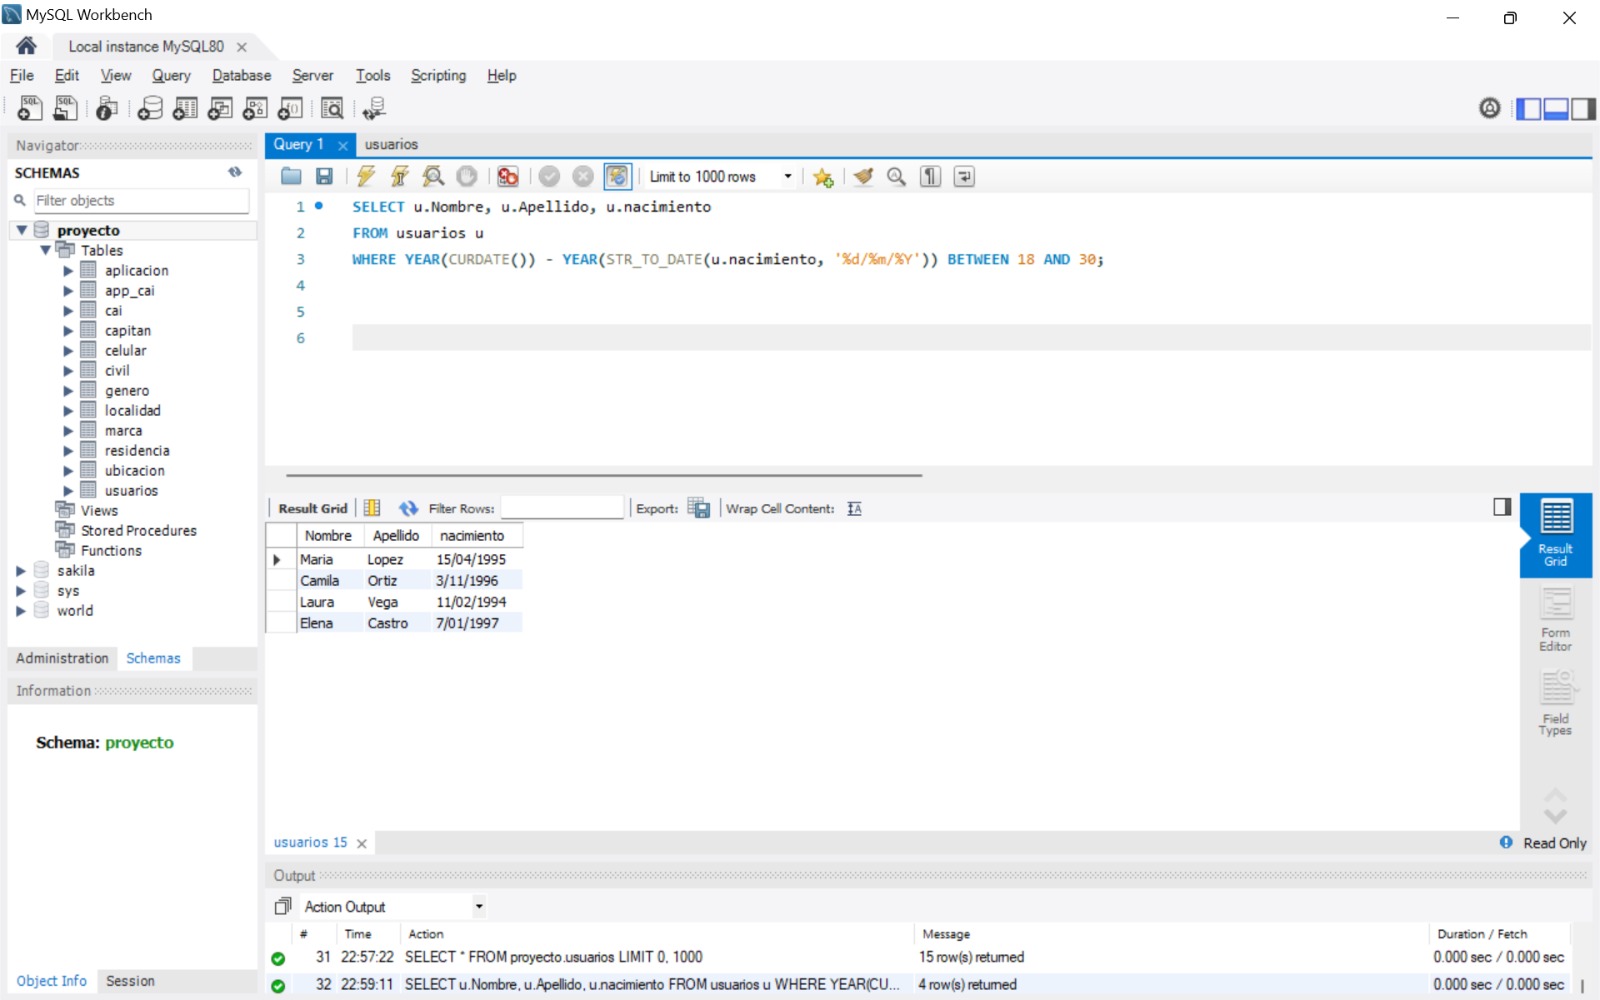 MySQL Workbench
Local instance MySQL80
File Edit View Query Database Server Tools Scripting Help
Navigator
SCHEMAS
Filter objects
proyecto
Tables
aplicacion
app_cai
cai
capitan
celular
civil
genero
localidad
marca
residencia
ubicacion
usuarios
Views
Stored Procedures
Functions
sakila
sys
world
Administration Schemas
Information
Schema: proyecto
Object Info Session
Query 1 usuarios
Limit to 1000 rows
1 SELECT u.Nombre, u.Apellido, u.nacimiento
2 FROM usuarios u
3 WHERE YEAR(CURDATE()) - YEAR(STR_TO_DATE(u.nacimiento, '%d/%m/%Y')) BETWEEN 18 AND 30;
4
5
6
Result Grid Filter Rows: Export: Wrap Cell Content:
Nombre Apellido nacimiento
Maria Lopez 15/04/1995
Camila Ortiz 3/11/1996
Laura Vega 11/02/1994
Elena Castro 7/01/1997
Result
Grid
Form
Editor
Field
Types
usuarios 15
Read Only
Output
Action Output
# Time Action Message Duration / Fetch
31 22:57:22 SELECT * FROM proyecto.usuarios LIMIT 0, 1000 15 row(s) returned 0.000 sec / 0.000 sec
32 22:59:11 SELECT u.Nombre, u.Apellido, u.nacimiento FROM usuarios u WHERE YEAR(CU... 4 row(s) returned 0.000 sec / 0.000 sec